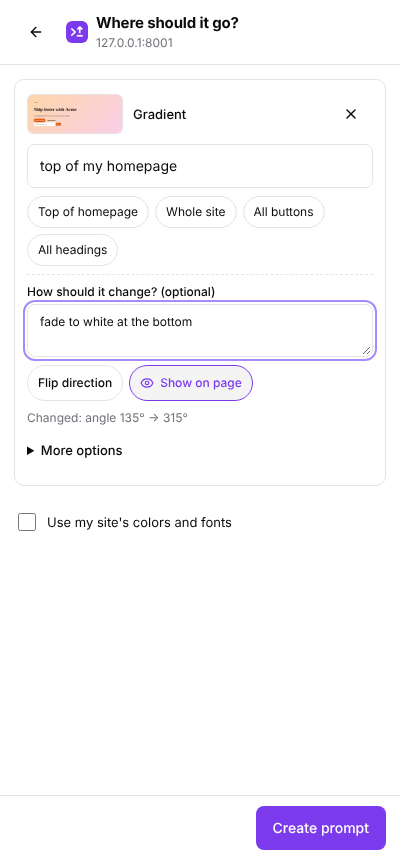 Where should it go?
127.0.0.1:8001
Gradient
top of my homepage
Top of homepage
Whole site
All buttons
All headings
How should it change? (optional)
fade to white at the bottom
Flip direction
Show on page
Changed: angle 135° → 315°
More options
Use my site's colors and fonts
Create prompt